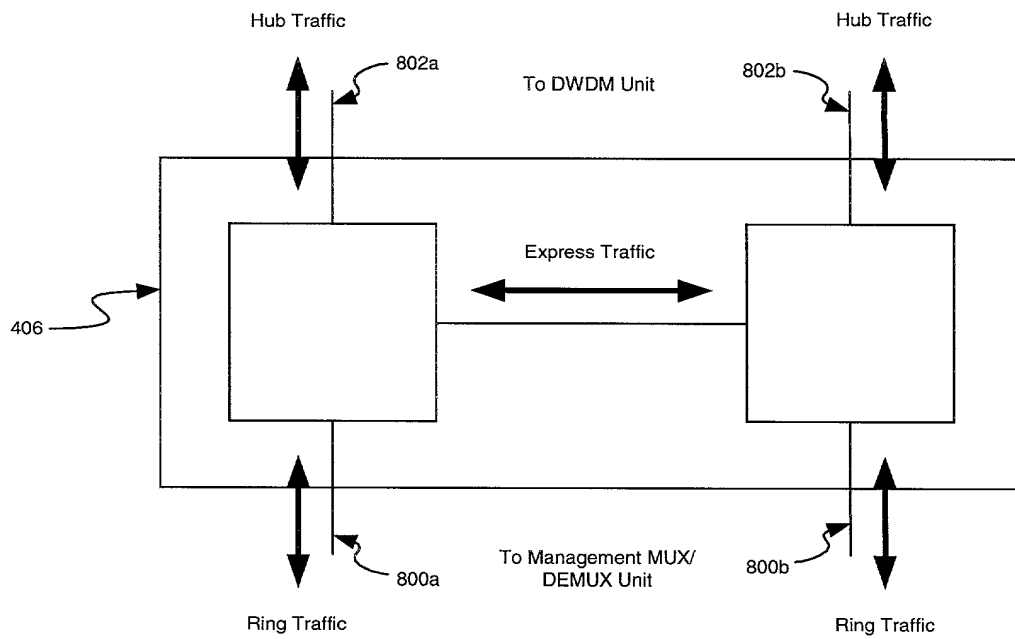 Hub Traffic
Hub Traffic
802a
To DWDM Unit
802b
Express Traffic
406
800a
To Management MUX/
DEMUX Unit
800b
Ring Traffic
Ring Traffic